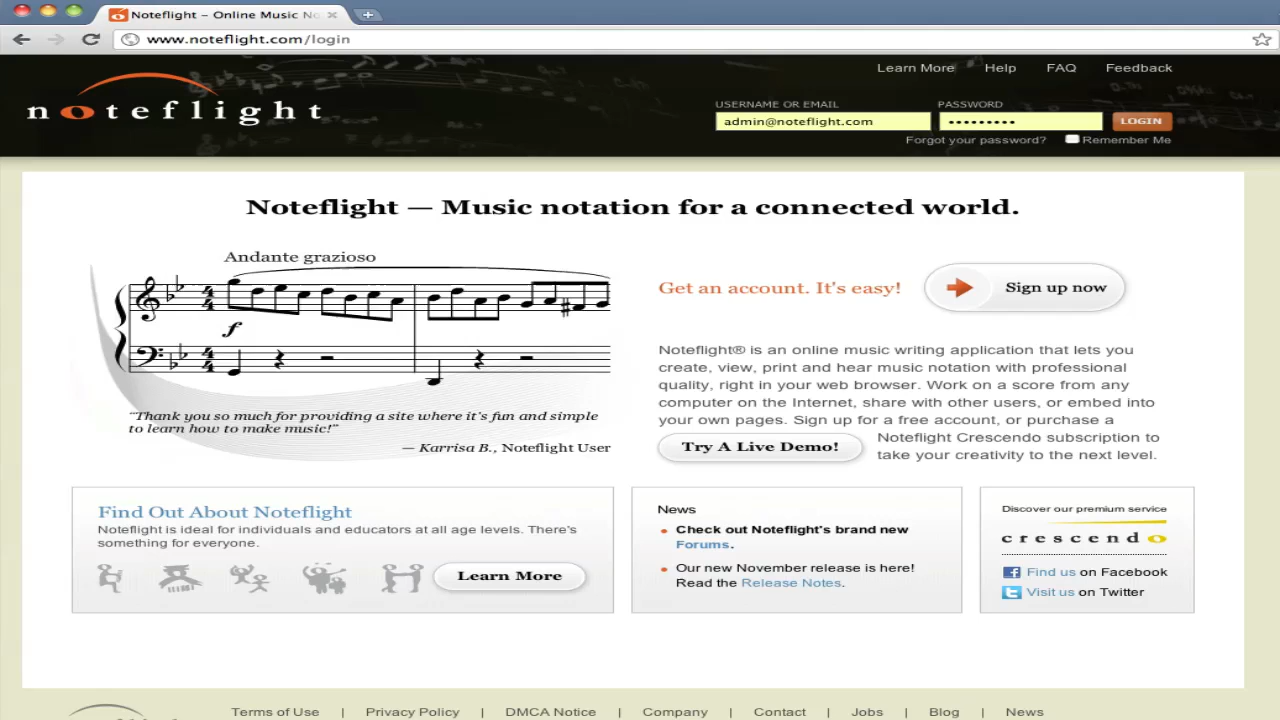 Noteflight – Online Music No
www.noteflight.com/login
Learn More Help FAQ Feedback
noteflight
USERNAME OR EMAIL PASSWORD
admin@noteflight.com ••••••••• LOGIN
Forgot your password? Remember Me
Noteflight — Music notation for a connected world.
Andante grazioso
f
"Thank you so much for providing a site where it's fun and simple
to learn how to make music!"
— Karrisa B., Noteflight User
Get an account. It's easy! Sign up now
Noteflight® is an online music writing application that lets you
create, view, print and hear music notation with professional
quality, right in your web browser. Work on a score from any
computer on the Internet, share with other users, or embed into
your own pages. Sign up for a free account, or purchase a
Noteflight Crescendo subscription to
take your creativity to the next level.
Try A Live Demo!
Find Out About Noteflight
Noteflight is ideal for individuals and educators at all age levels. There's
something for everyone.
Learn More
News
Check out Noteflight's brand new
Forums.
Our new November release is here!
Read the Release Notes.
Discover our premium service
crescendo
Find us on Facebook
Visit us on Twitter
Terms of Use | Privacy Policy | DMCA Notice | Company | Contact | Jobs | Blog | News